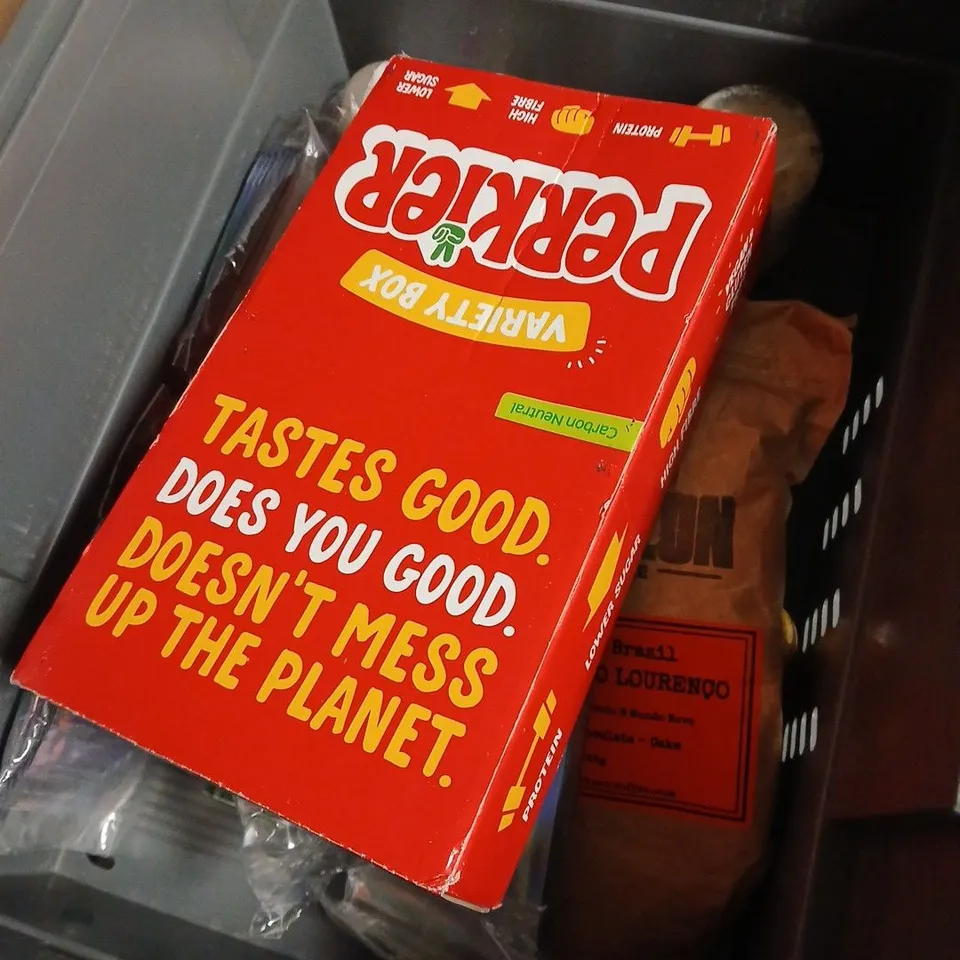 LOWER SUGAR
HIGH FIBRE
PROTEIN
PERKIER
VARIETY BOX
Carbon Neutral
TASTES GOOD.
DOES YOU GOOD.
DOESN'T MESS
UP THE PLANET.
LOWER SUGAR
PROTEIN
Brazil
LOURENÇO